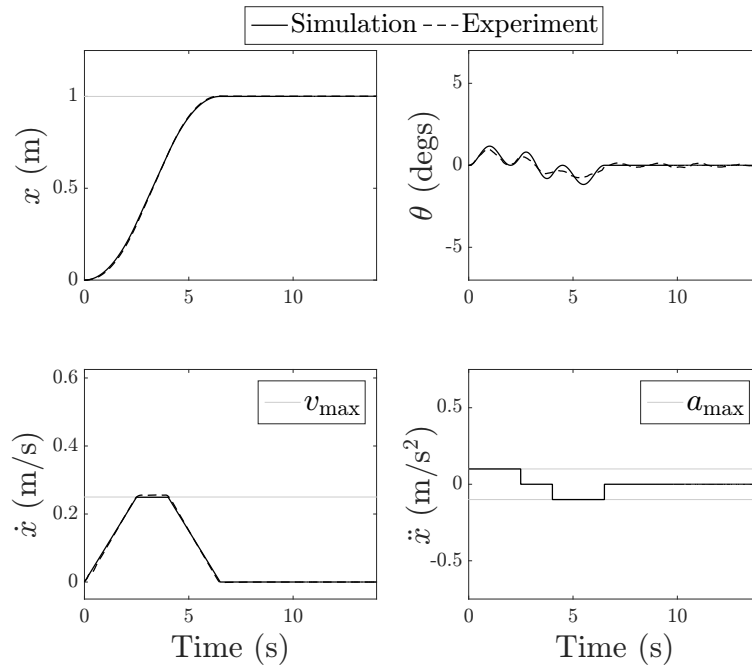 Simulation Experiment
x (m)
1
0.5
0
0 5 10
θ (degs)
5
0
-5
0 5 10
ẋ (m/s)
0.6
0.4
0.2
0
v_max
0 5 10
Time (s)
ẍ (m/s²)
0.5
0
-0.5
a_max
0 5 10
Time (s)